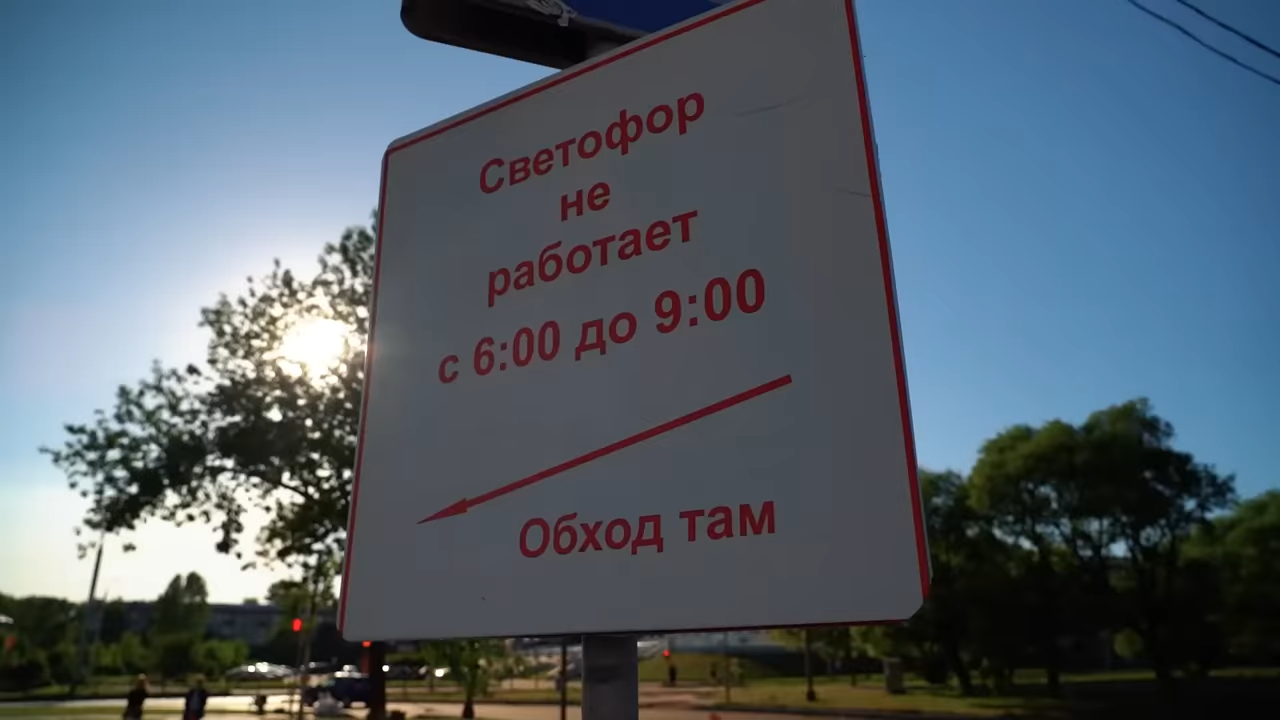 Светофор
не
работает
с 6:00 до 9:00
Обход там